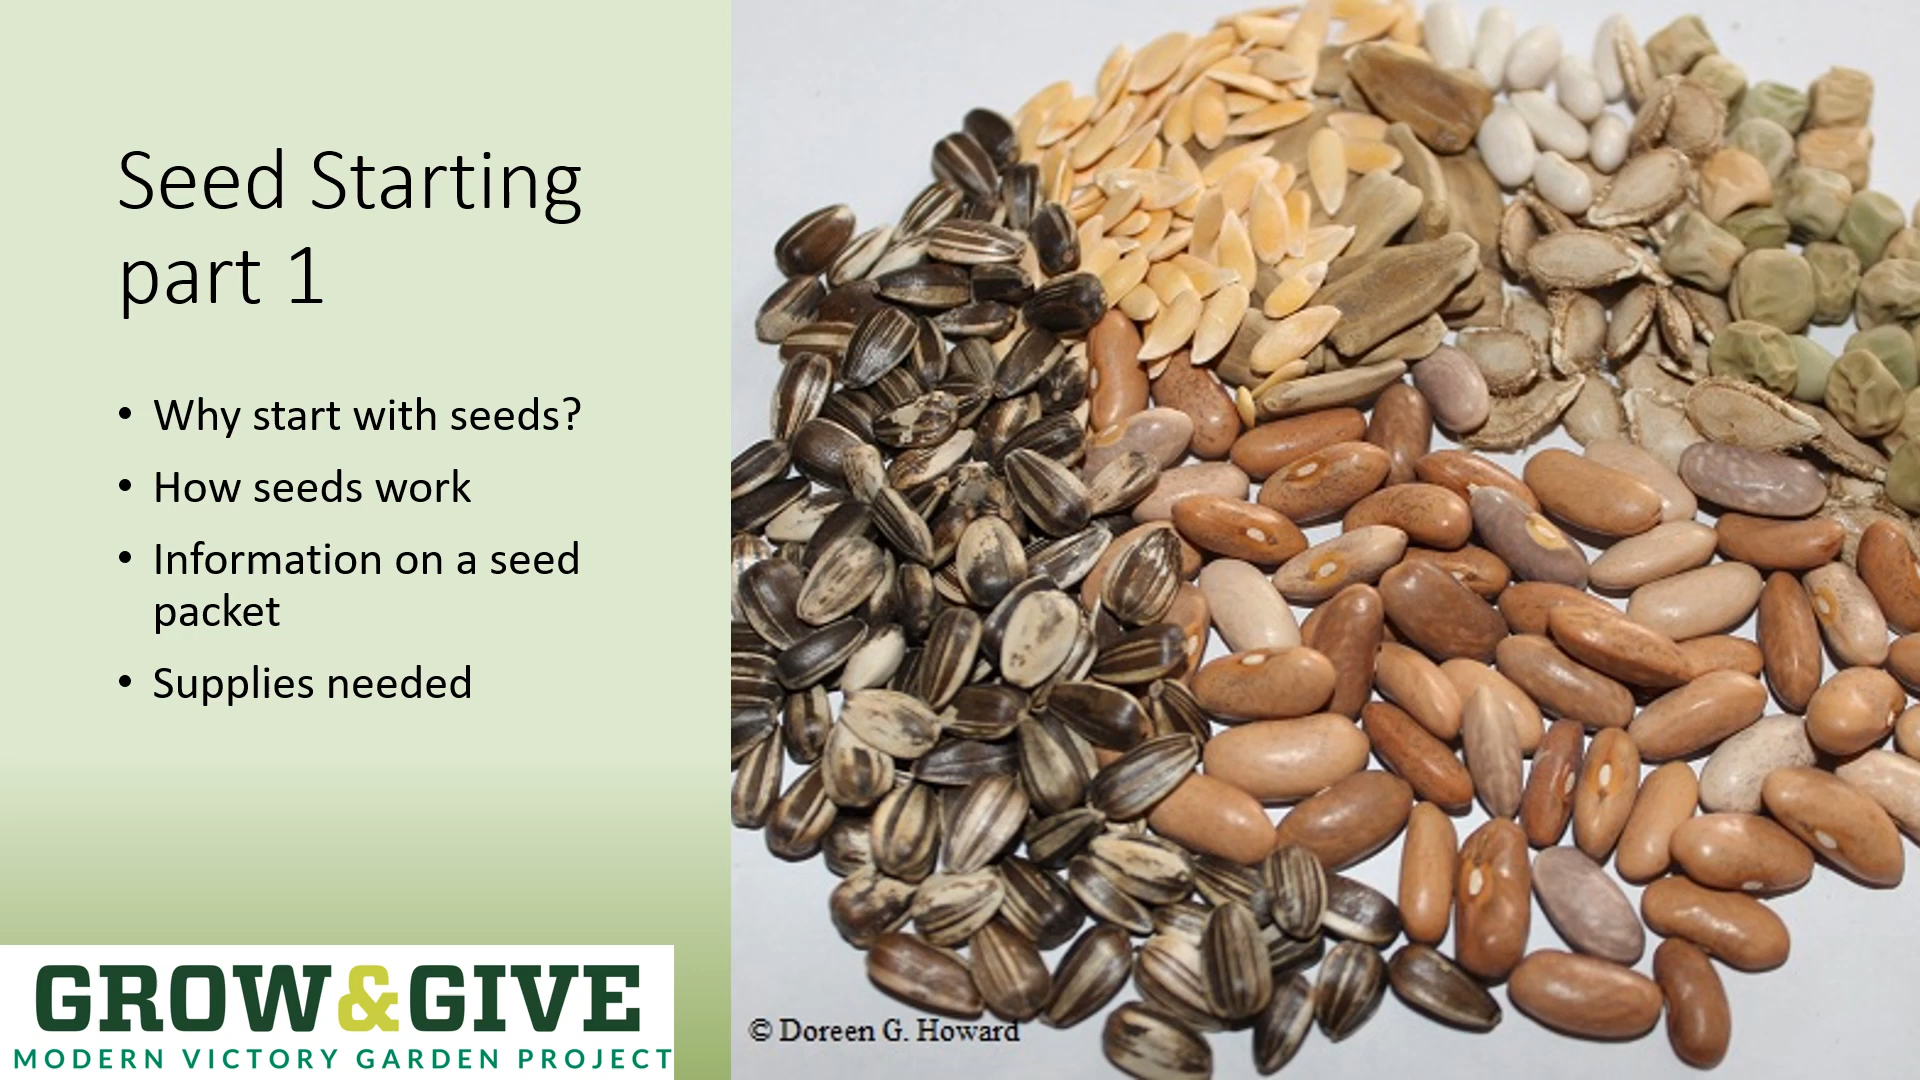 Seed Starting
part 1
• Why start with seeds?
• How seeds work
• Information on a seed
packet
• Supplies needed
GROW&GIVE
MODERN VICTORY GARDEN PROJECT
© Doreen G. Howard